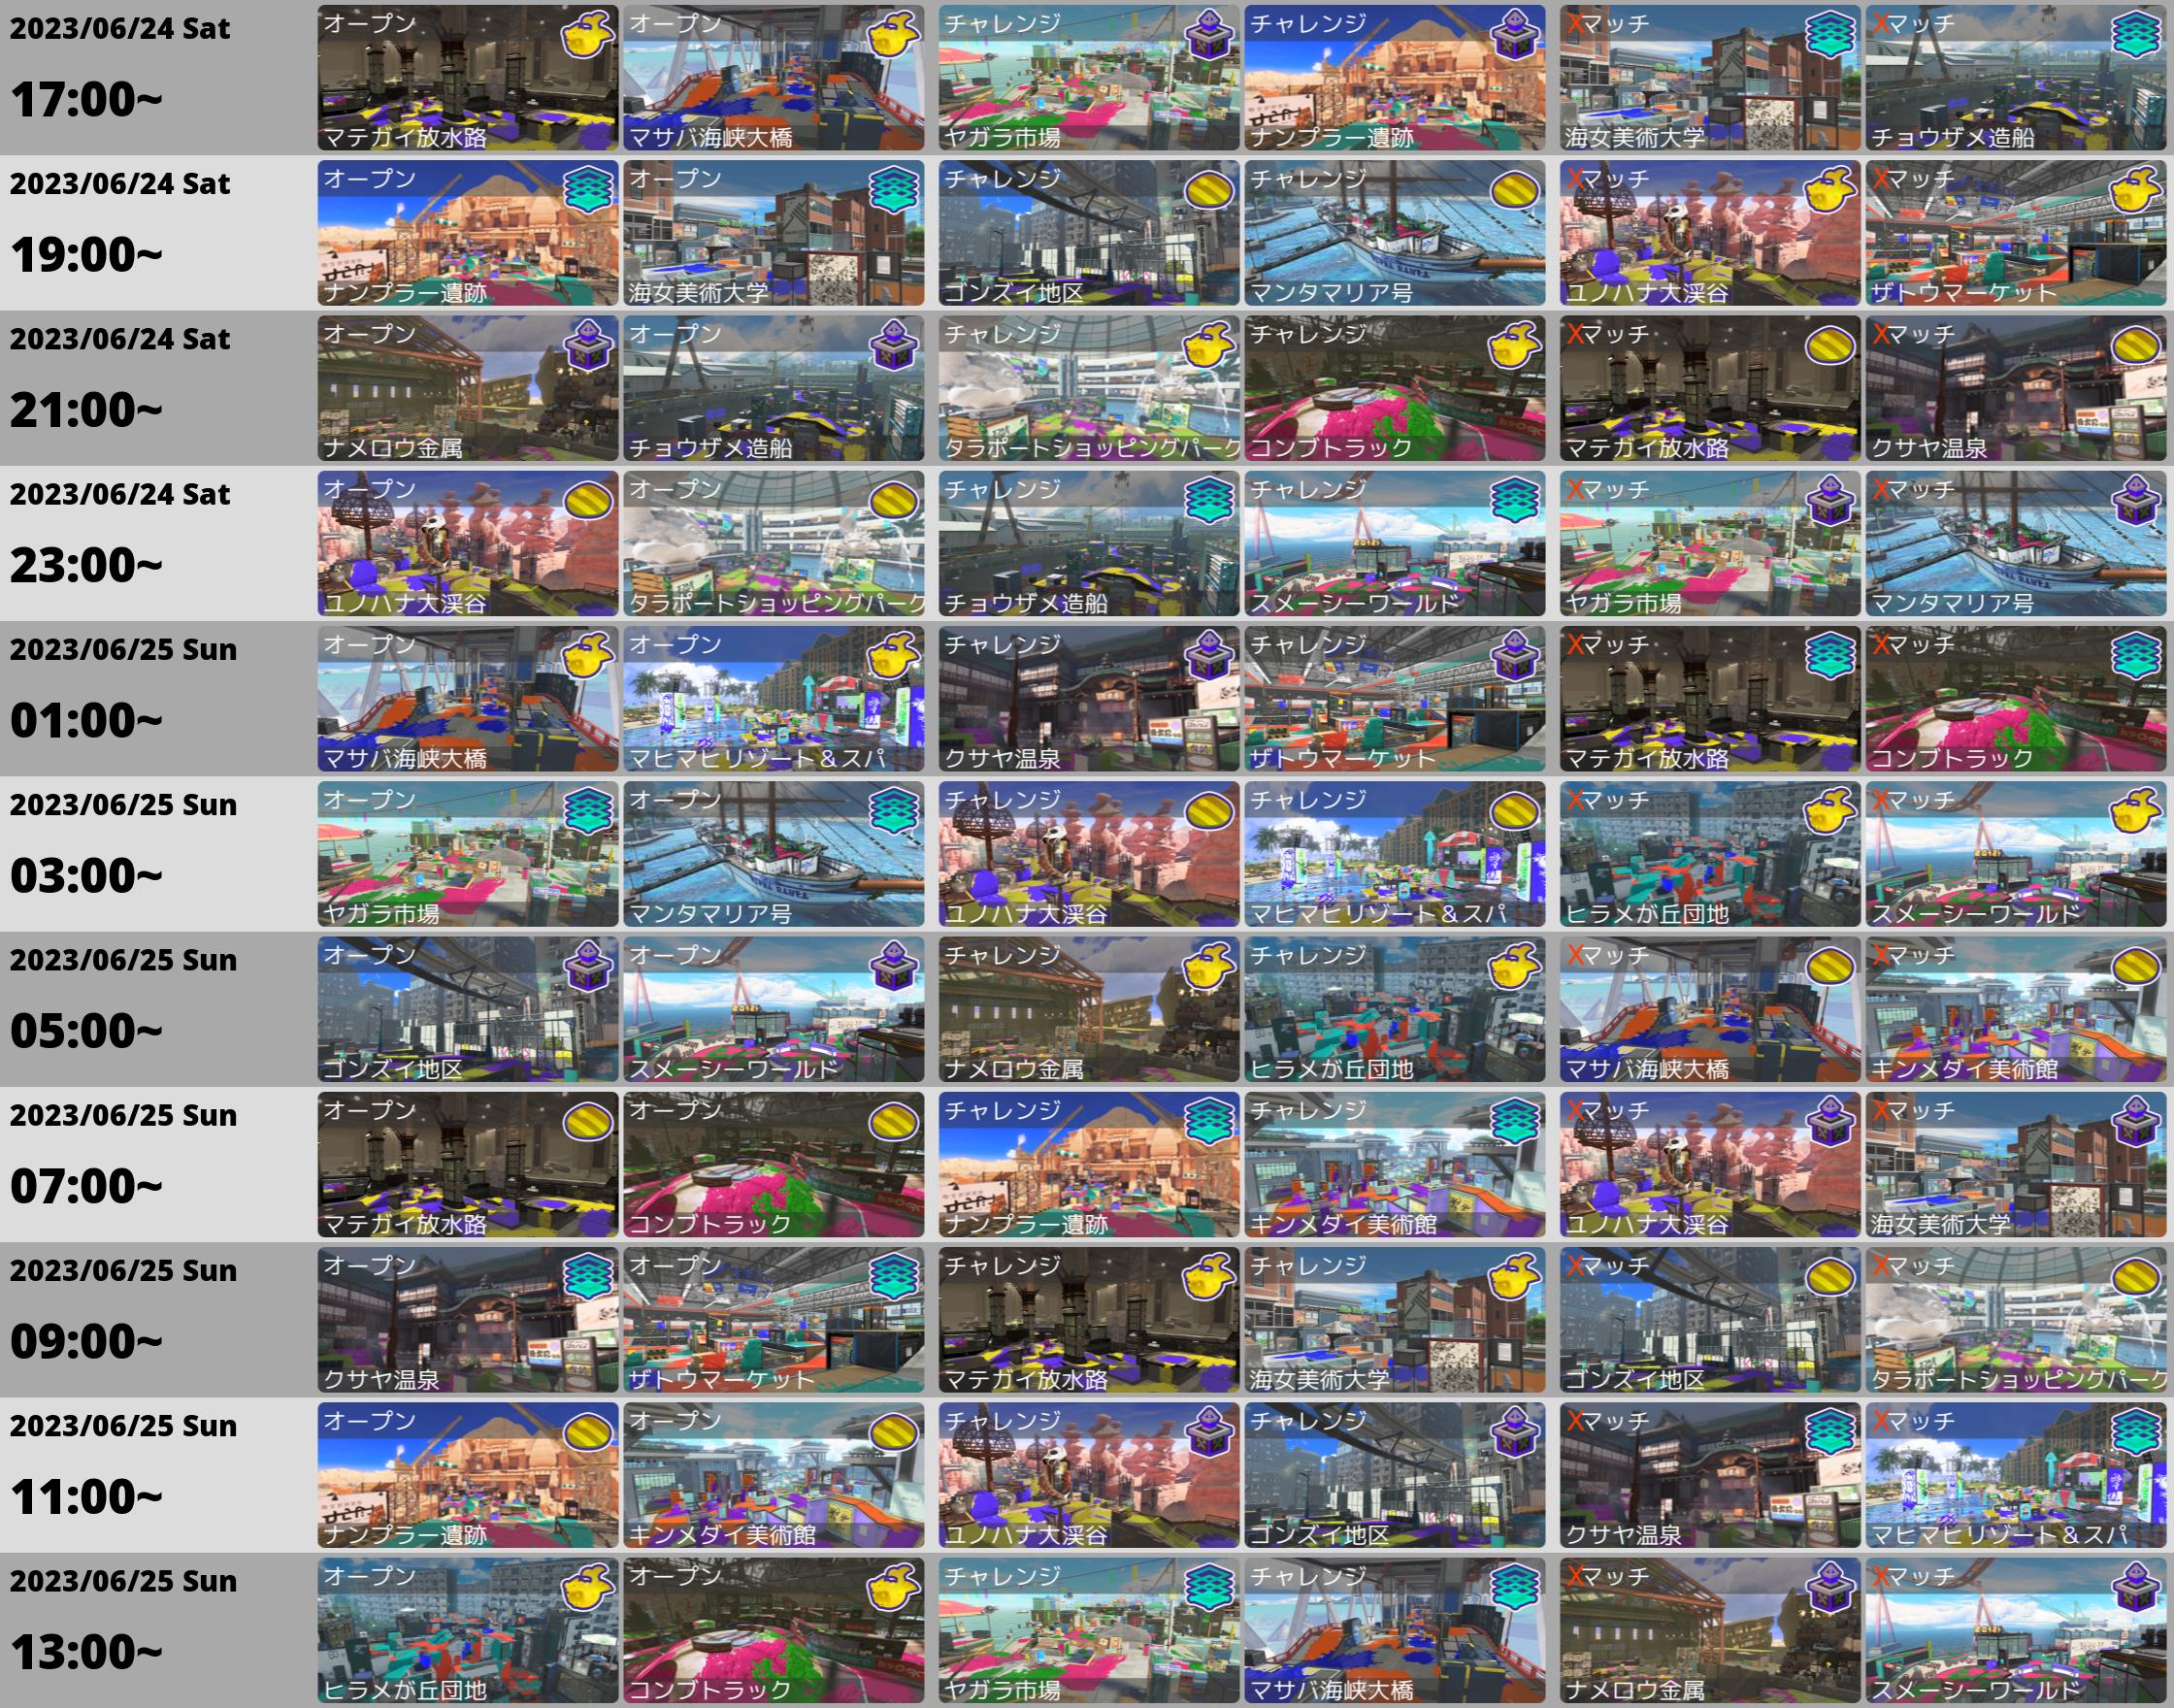 2023/06/24 Sat
17:00~
オープン
マテガイ放水路
オープン
マサバ海峡大橋
チャレンジ
ヤガラ市場
チャレンジ
ナンプラー遺跡
Xマッチ
海女美術大学
Xマッチ
チョウザメ造船
2023/06/24 Sat
19:00~
オープン
ナンプラー遺跡
オープン
海女美術大学
チャレンジ
ゴンズイ地区
チャレンジ
マンタマリア号
Xマッチ
ユノハナ大渓谷
Xマッチ
ザトウマーケット
2023/06/24 Sat
21:00~
オープン
ナメロウ金属
オープン
チョウザメ造船
チャレンジ
タラポートショッピングパーク
チャレンジ
コンブトラック
Xマッチ
マテガイ放水路
Xマッチ
クサヤ温泉
2023/06/24 Sat
23:00~
オープン
ユノハナ大渓谷
オープン
タラポートショッピングパーク
チャレンジ
チョウザメ造船
チャレンジ
スメーシーワールド
Xマッチ
ヤガラ市場
Xマッチ
マンタマリア号
2023/06/25 Sun
01:00~
オープン
マサバ海峡大橋
オープン
マヒマヒリゾート＆スパ
チャレンジ
クサヤ温泉
チャレンジ
ザトウマーケット
Xマッチ
マテガイ放水路
Xマッチ
コンブトラック
2023/06/25 Sun
03:00~
オープン
ヤガラ市場
オープン
マンタマリア号
チャレンジ
ユノハナ大渓谷
チャレンジ
マヒマヒリゾート＆スパ
Xマッチ
ヒラメが丘団地
Xマッチ
スメーシーワールド
2023/06/25 Sun
05:00~
オープン
ゴンズイ地区
オープン
スメーシーワールド
チャレンジ
ナメロウ金属
チャレンジ
ヒラメが丘団地
Xマッチ
マサバ海峡大橋
Xマッチ
キンメダイ美術館
2023/06/25 Sun
07:00~
オープン
マテガイ放水路
オープン
コンブトラック
チャレンジ
ナンプラー遺跡
チャレンジ
キンメダイ美術館
Xマッチ
ユノハナ大渓谷
Xマッチ
海女美術大学
2023/06/25 Sun
09:00~
オープン
クサヤ温泉
オープン
ザトウマーケット
チャレンジ
マテガイ放水路
チャレンジ
海女美術大学
Xマッチ
ゴンズイ地区
Xマッチ
タラポートショッピングパーク
2023/06/25 Sun
11:00~
オープン
ナンプラー遺跡
オープン
キンメダイ美術館
チャレンジ
ユノハナ大渓谷
チャレンジ
ゴンズイ地区
Xマッチ
クサヤ温泉
Xマッチ
マヒマヒリゾート＆スパ
2023/06/25 Sun
13:00~
オープン
ヒラメが丘団地
オープン
コンブトラック
チャレンジ
ヤガラ市場
チャレンジ
マサバ海峡大橋
Xマッチ
ナメロウ金属
Xマッチ
スメーシーワールド